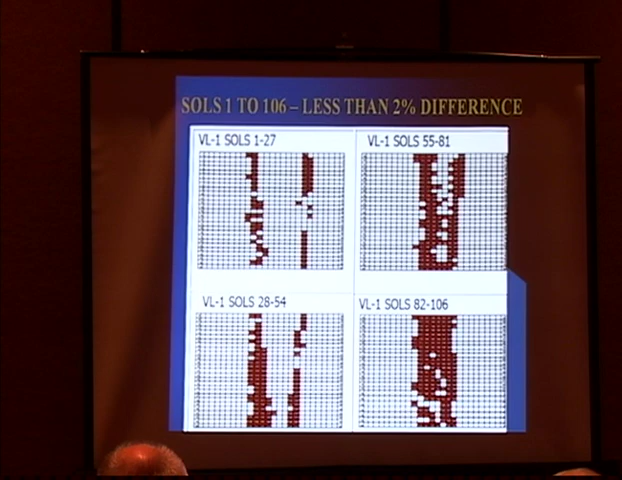 SOLS 1 TO 106 – LESS THAN 2% DIFFERENCE
VL-1 SOLS 1-27
VL-1 SOLS 55-81
VL-1 SOLS 28-54
VL-1 SOLS 82-106